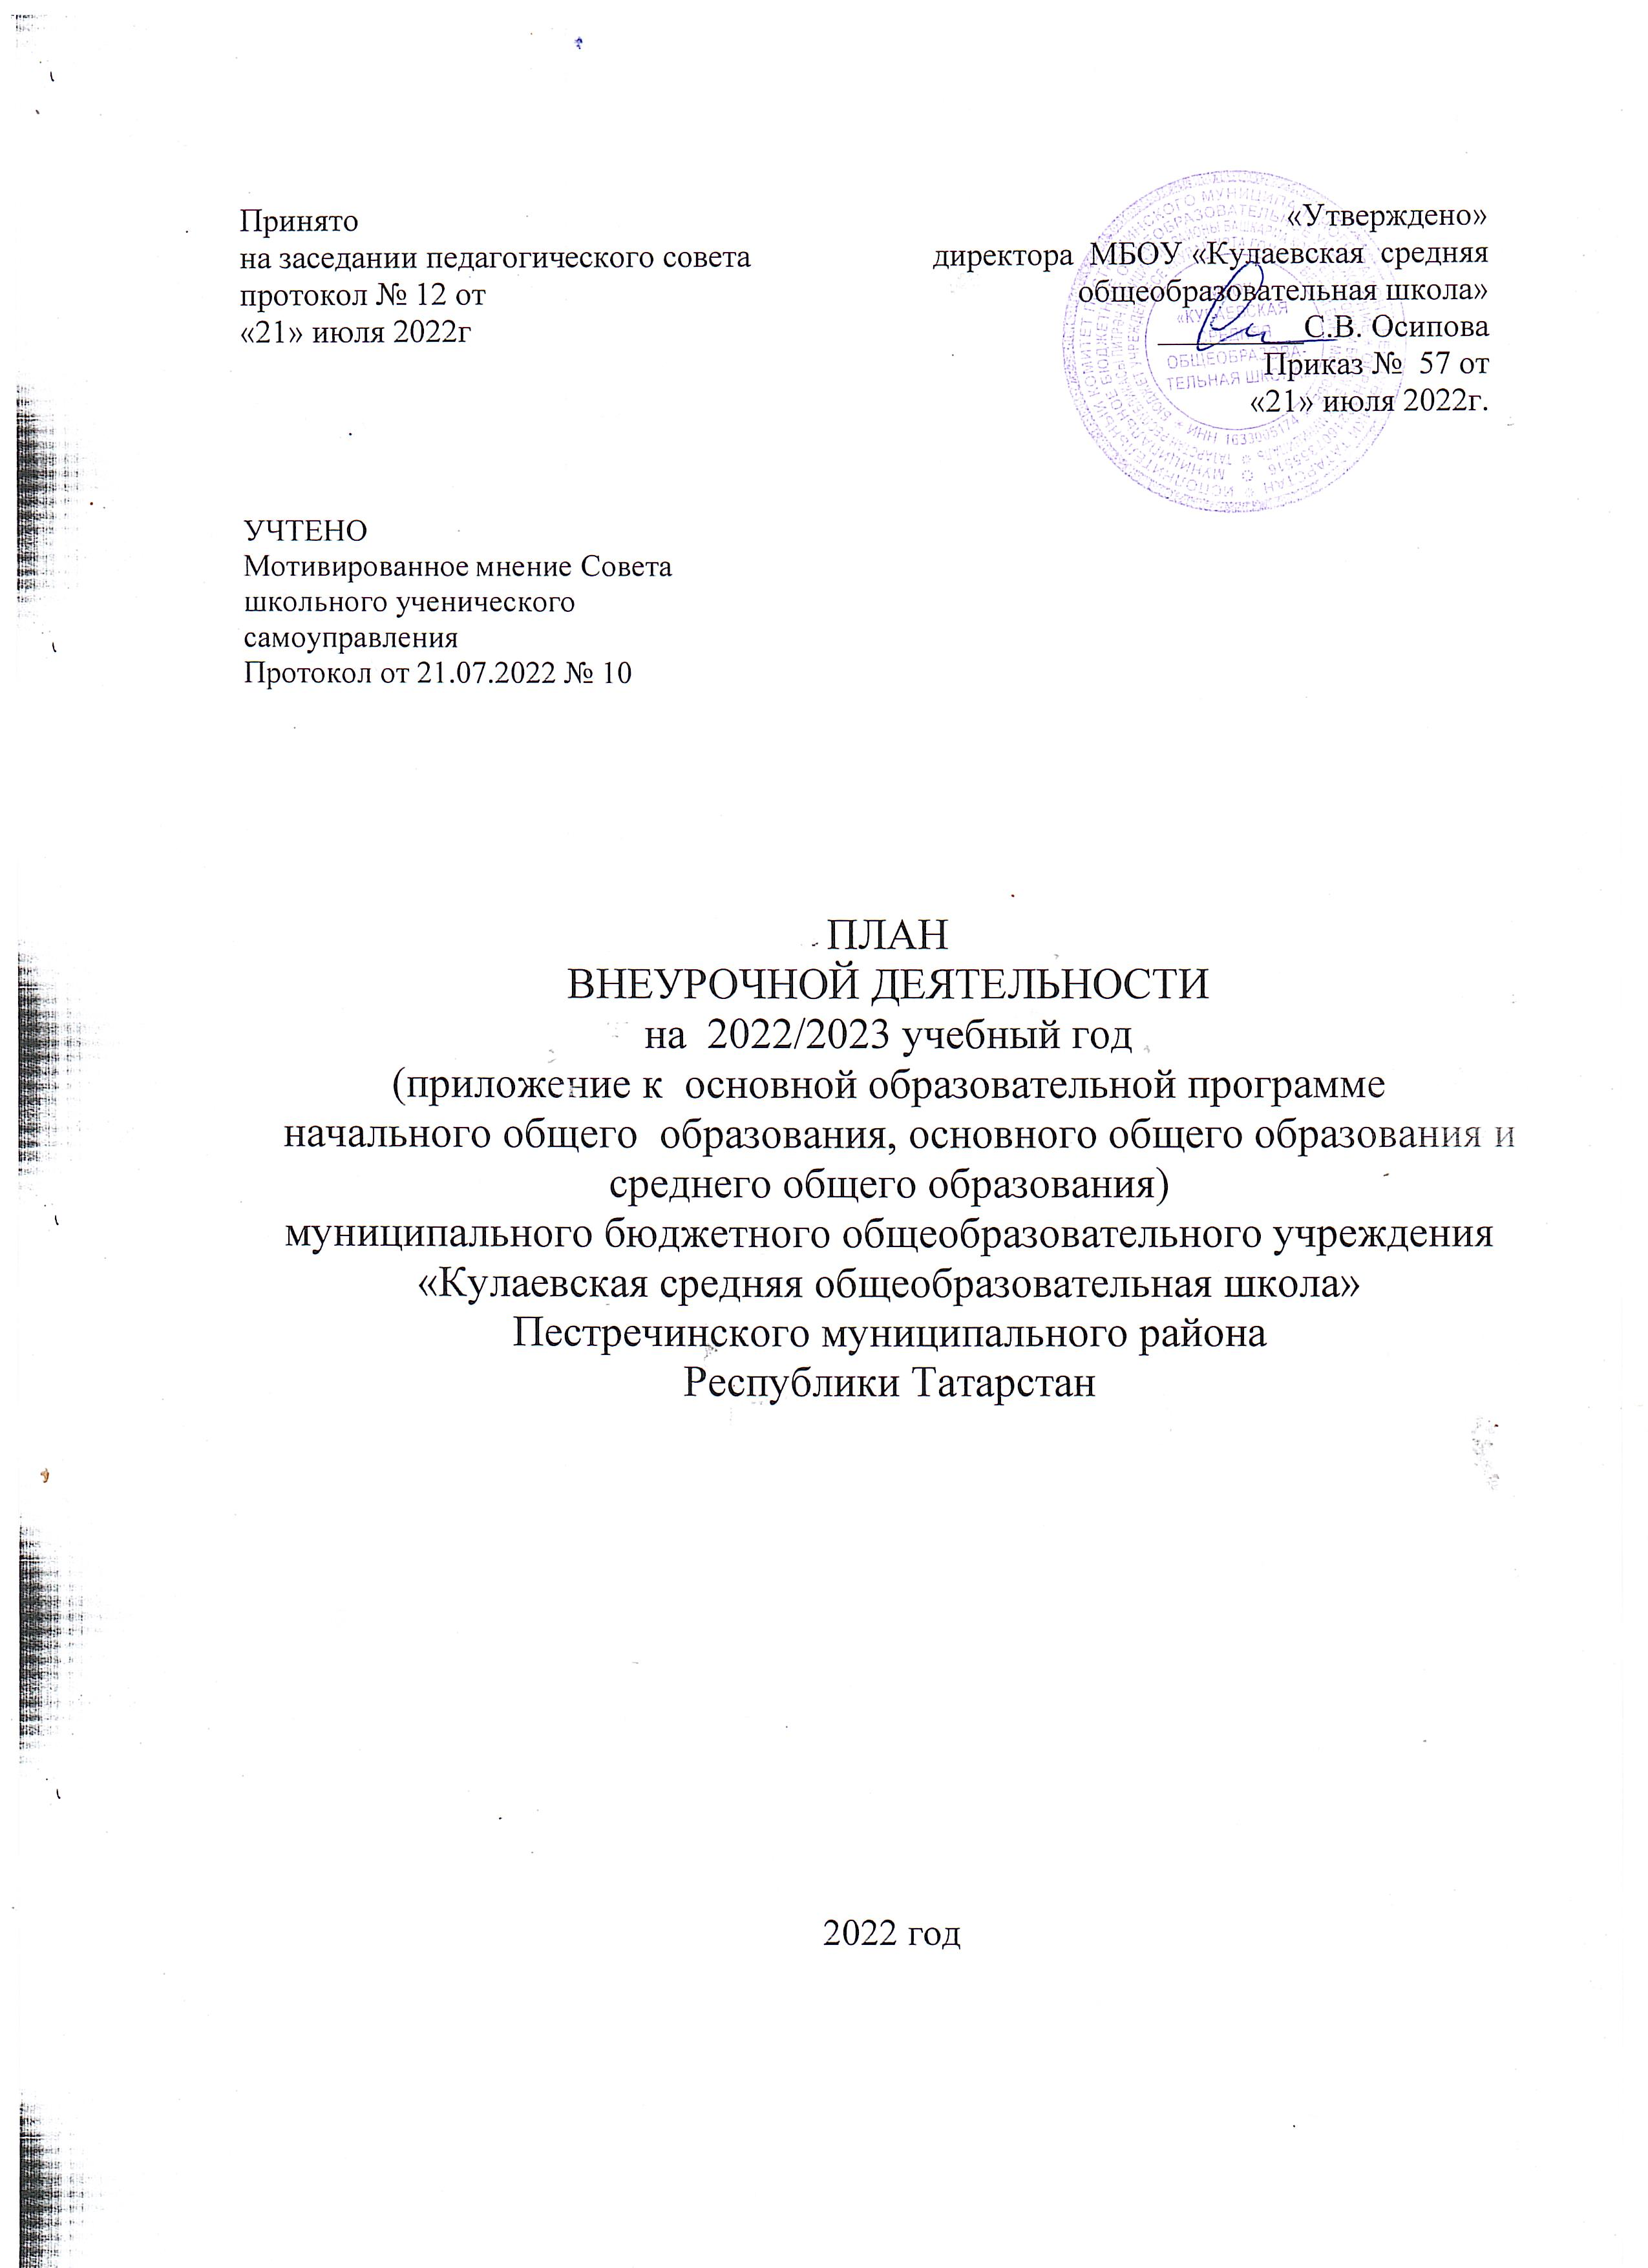 Принято
на заседании педагогического совета
протокол № 12 от
«21» июля 2022г
«Утверждено»
директора МБОУ «Кулаевская средняя
общеобразовательная школа»
С.В. Осипова
Приказ № 57 от
«21» июля 2022г.
«КУЛАЕВСКАЯ
ОБЩЕОБРАЗОВА-
ТЕЛЬНАЯ ШКОЛА
УЧТЕНО
Мотивированное мнение Совета
школьного ученического
самоуправления
Протокол от 21.07.2022 № 10
ПЛАН
ВНЕУРОЧНОЙ ДЕЯТЕЛЬНОСТИ
на 2022/2023 учебный год
(приложение к основной образовательной программе
начального общего образования, основного общего образования и
среднего общего образования)
муниципального бюджетного общеобразовательного учреждения
«Кулаевская средняя общеобразовательная школа»
Пестречинского муниципального района
Республики Татарстан
2022 год